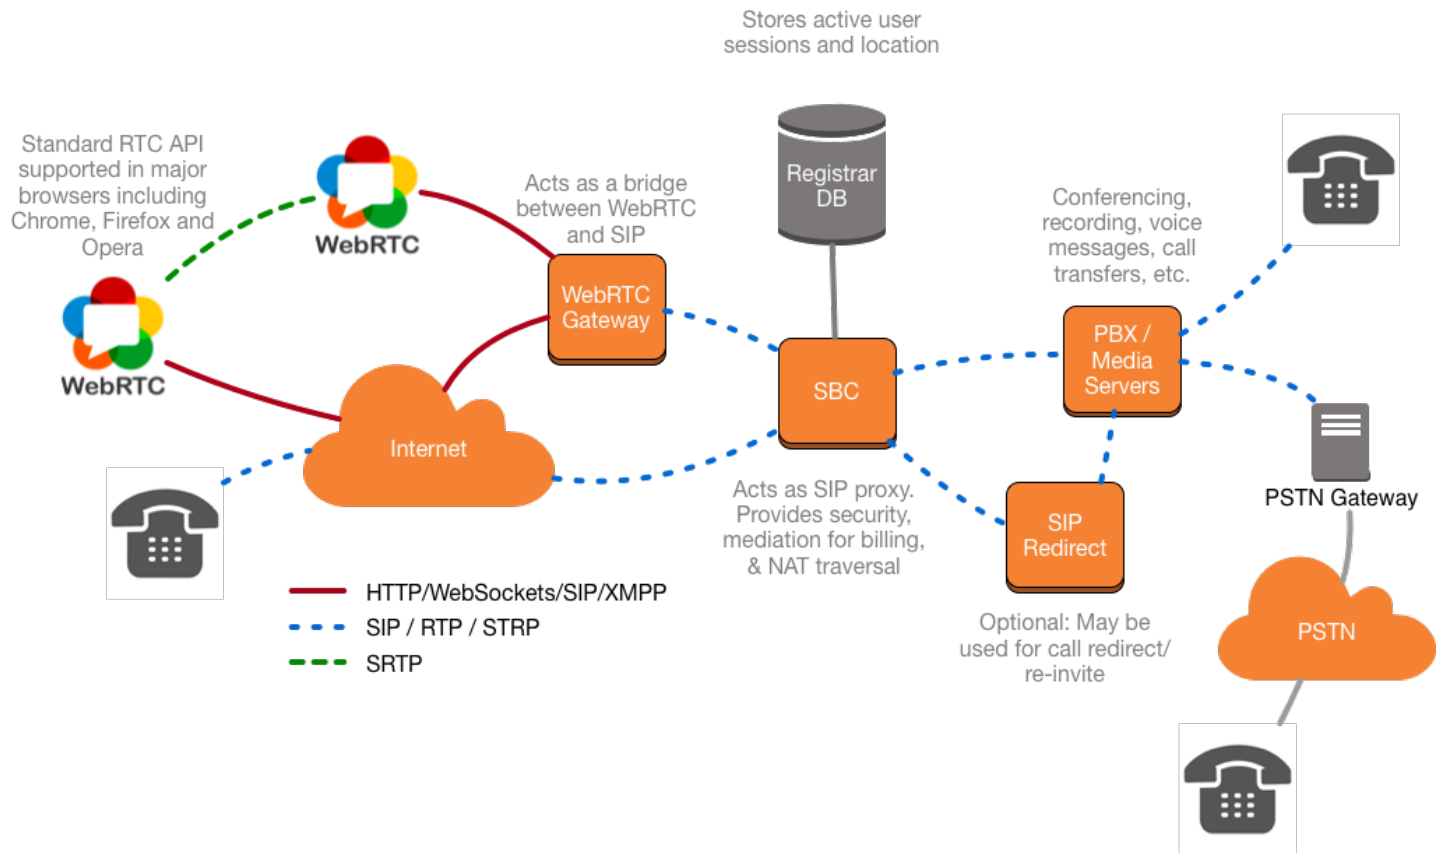 Stores active user
sessions and location
Standard RTC API
supported in major
browsers including
Chrome, Firefox and
Opera
WebRTC
WebRTC
Acts as a bridge
between WebRTC
and SIP
WebRTC
Gateway
Registrar
DB
Conferencing,
recording, voice
messages, call
transfers, etc.
PBX /
Media
Servers
SBC
Internet
Acts as SIP proxy.
Provides security,
mediation for billing,
& NAT traversal
SIP
Redirect
PSTN Gateway
Optional: May be
used for call redirect/
re-invite
PSTN
HTTP/WebSockets/SIP/XMPP
SIP / RTP / STRP
SRTP